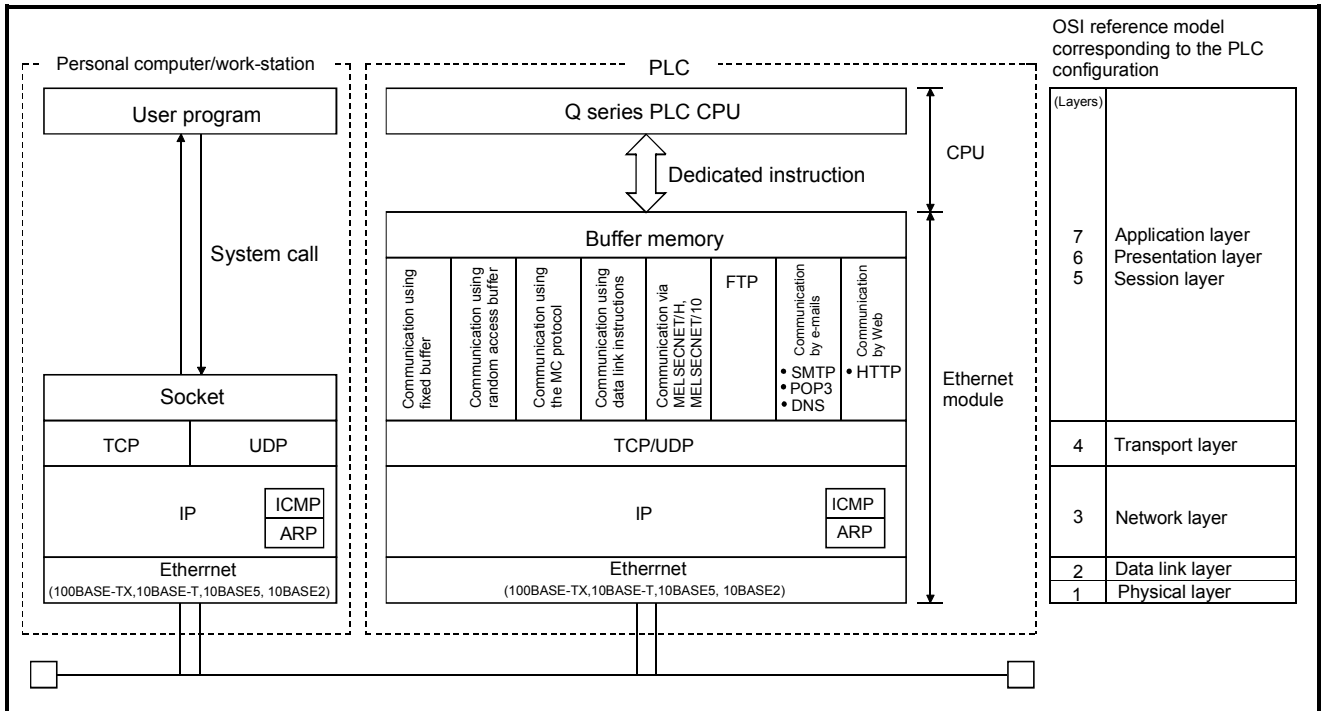 OSI reference model
corresponding to the PLC
configuration
Personal computer/work-station
User program
System call
Socket
TCP
UDP
IP
ICMP
ARP
Etherrnet
(100BASE-TX,10BASE-T,10BASE5, 10BASE2)
PLC
Q series PLC CPU
Dedicated instruction
Buffer memory
Communication using
fixed buffer
Communication using
random access buffer
Communication using
the MC protocol
Communication using
data link instructions
Communication via
MELSECNET/H,
MELSECNET/10
FTP
Communication
by e-mails
• SMTP
• POP3
• DNS
Communication
by Web
• HTTP
TCP/UDP
IP
ICMP
ARP
Etherrnet
(100BASE-TX,10BASE-T,10BASE5, 10BASE2)
CPU
Ethernet
module
(Layers)
7 Application layer
6 Presentation layer
5 Session layer
4 Transport layer
3 Network layer
2 Data link layer
1 Physical layer